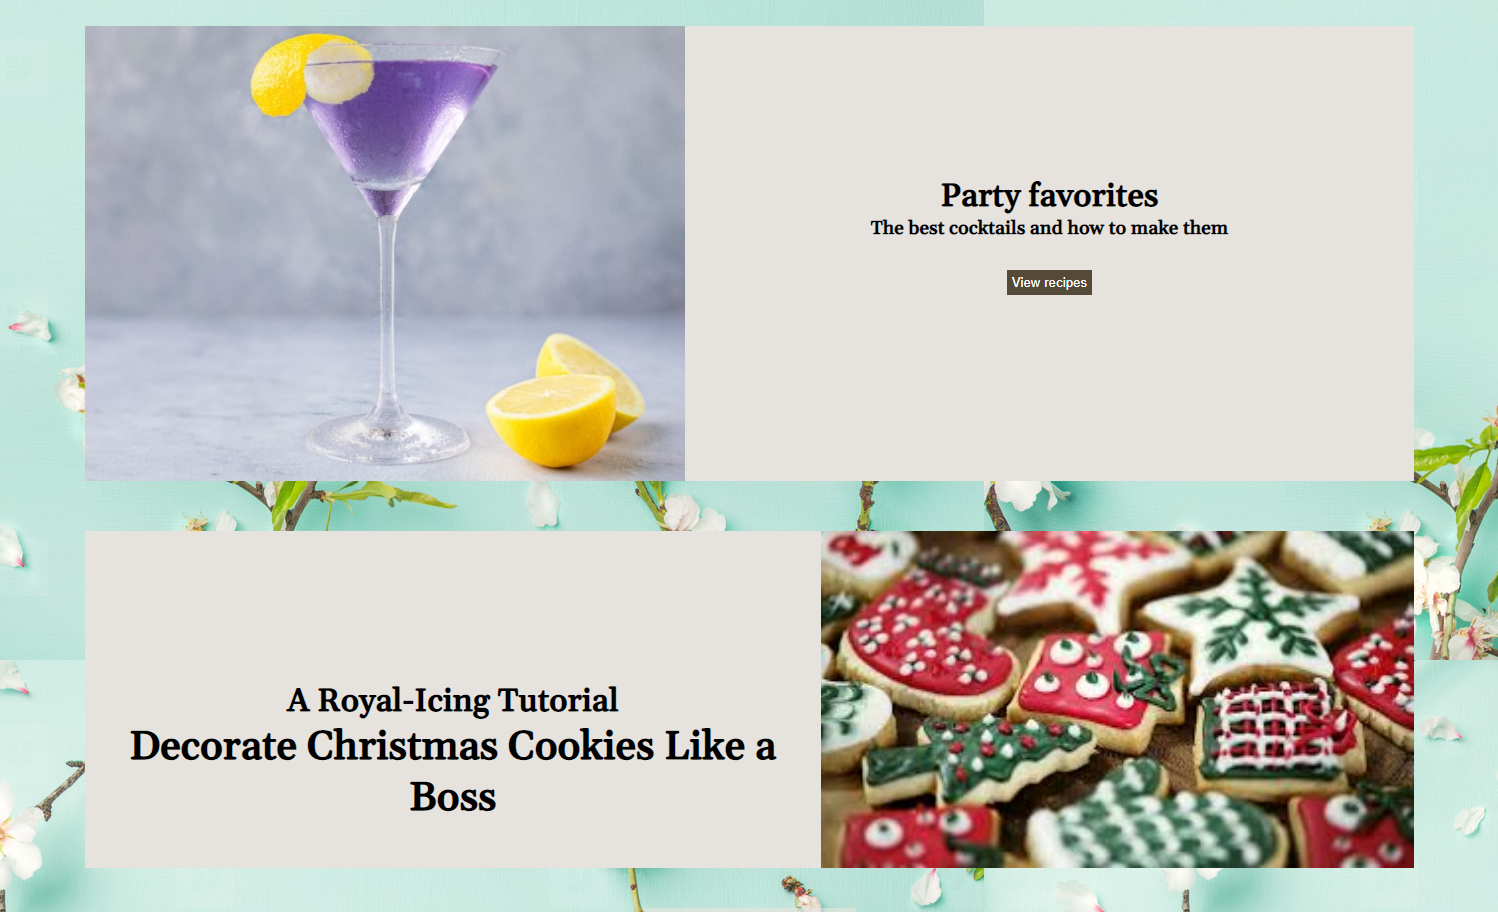 Party favorites
The best cocktails and how to make them
View recipes
A Royal-Icing Tutorial
Decorate Christmas Cookies Like a
Boss